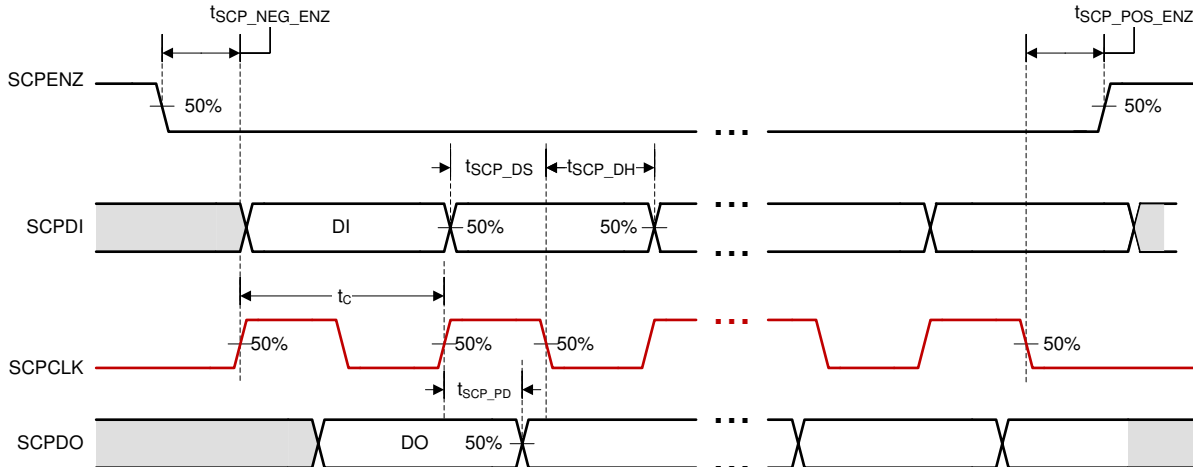 tSCP_NEG_ENZ
tSCP_POS_ENZ
SCPENZ
50%
50%
...
tSCP_DS
tSCP_DH
SCPDI
DI
50%
50%
...
...
tC
...
50%
50%
50%
50%
SCPCLK
tSCP_PD
SCPDO
DO
50%
...
...